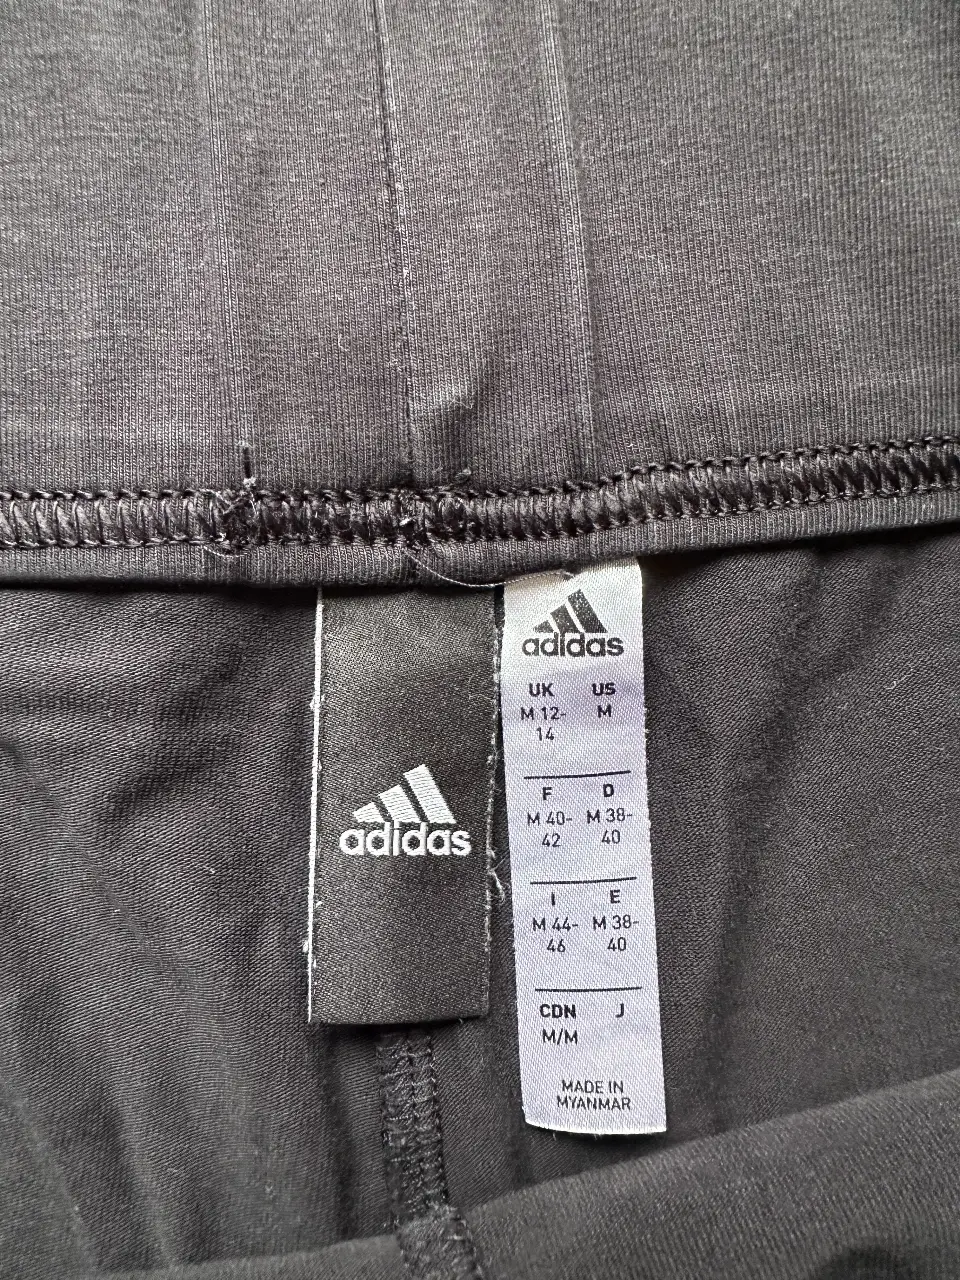 adidas
adidas
UK US
M 12-14 M
F D
M 40-42 M 38-40
I E
M 44-46 M 38-40
CDN J
M/M
MADE IN
MYANMAR